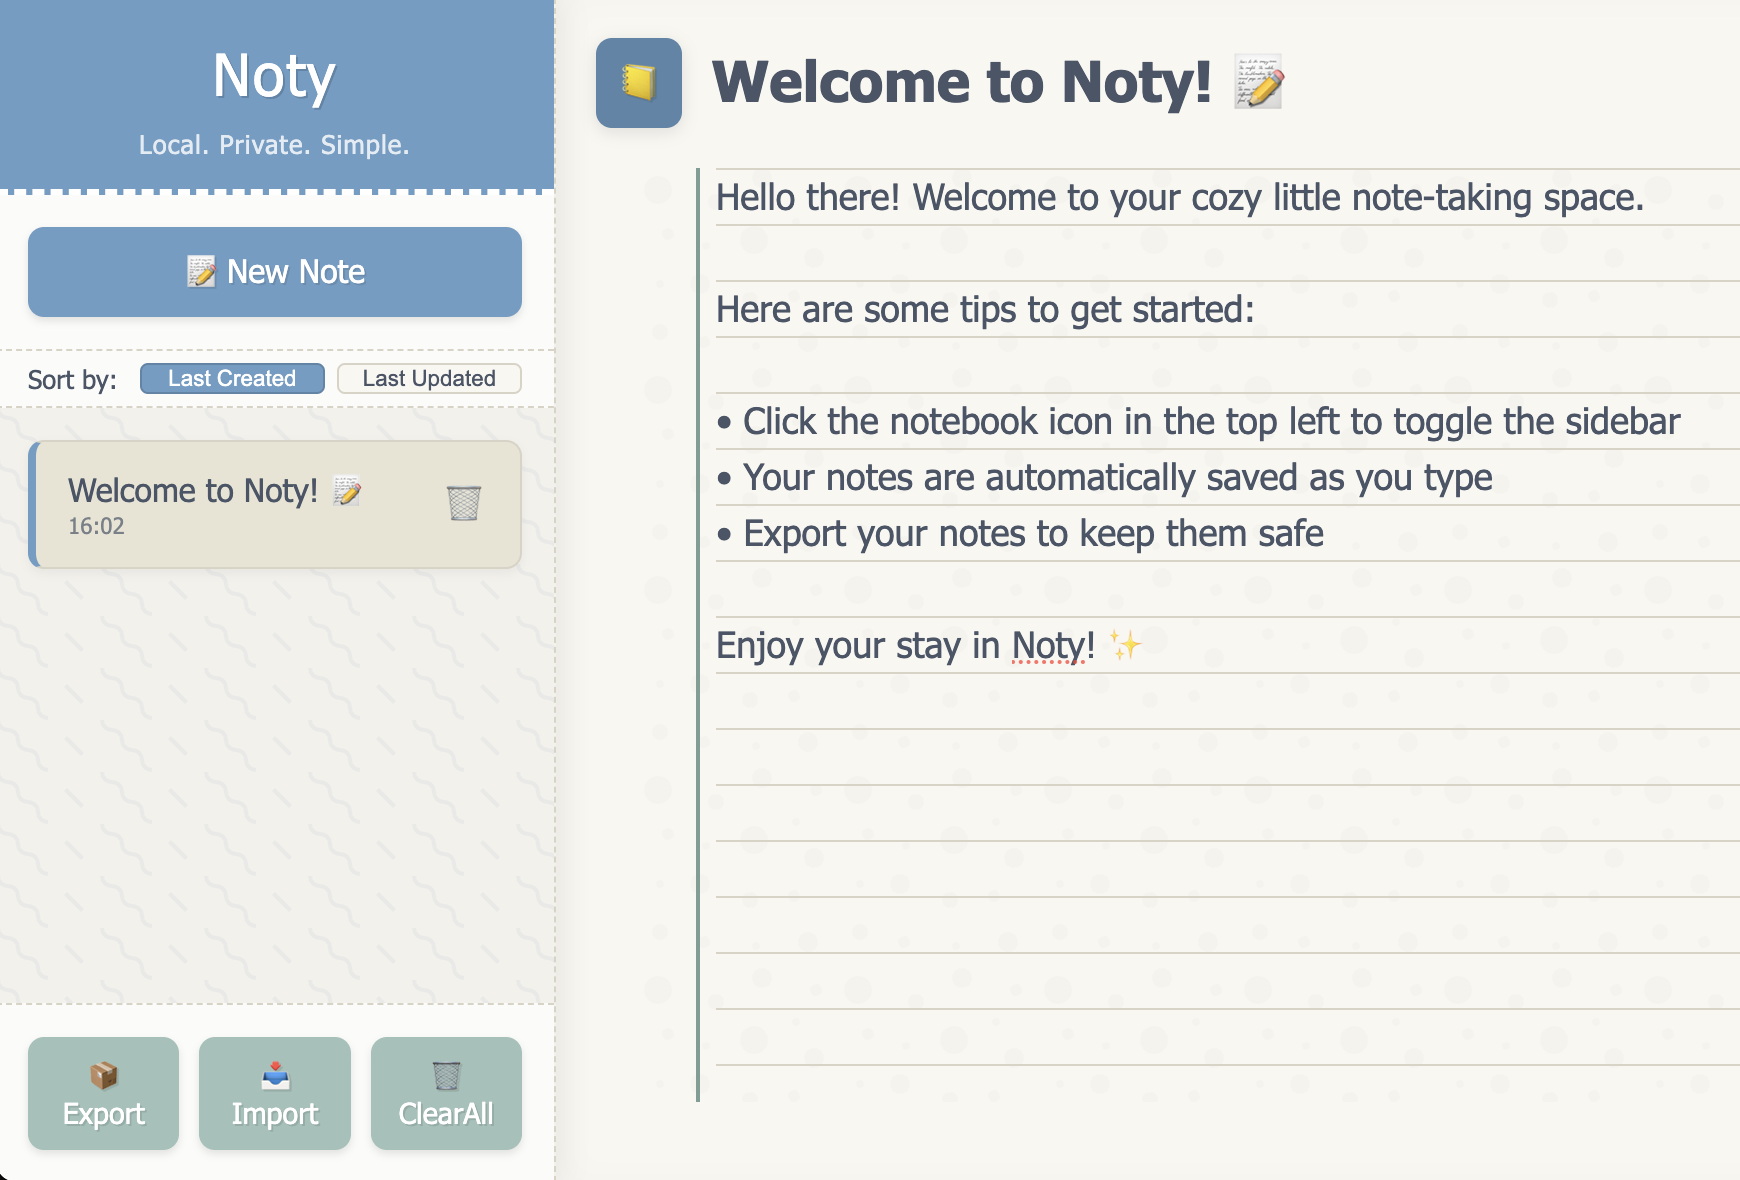 Noty
Local. Private. Simple.
📝 New Note
Sort by:
Last Created
Last Updated
Welcome to Noty! 📝
16:02
Export
Import
ClearAll
Welcome to Noty! 📝
Hello there! Welcome to your cozy little note-taking space.
Here are some tips to get started:
• Click the notebook icon in the top left to toggle the sidebar
• Your notes are automatically saved as you type
• Export your notes to keep them safe
Enjoy your stay in Noty! ✨